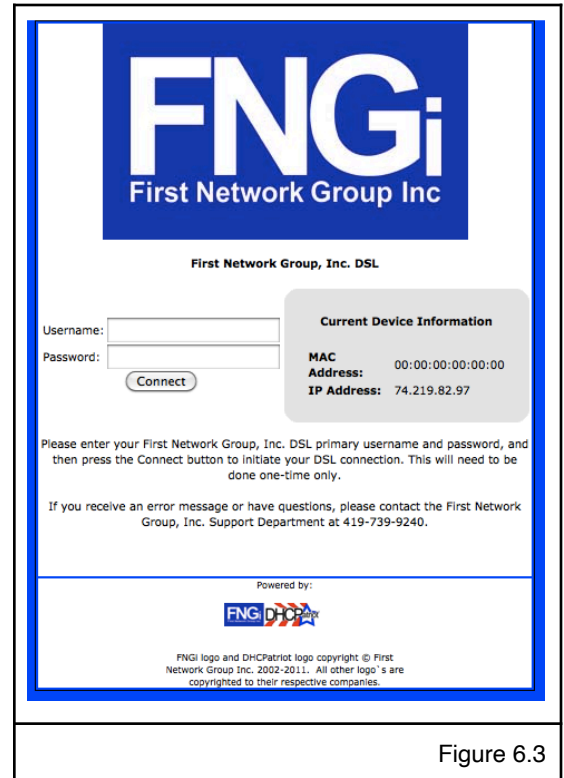 FNGi
First Network Group Inc
First Network Group, Inc. DSL
Username:
Password:
Connect
Current Device Information
MAC
Address:
00:00:00:00:00:00
IP Address: 74.219.82.97
Please enter your First Network Group, Inc. DSL primary username and password, and
then press the Connect button to initiate your DSL connection. This will need to be
done one-time only.
If you receive an error message or have questions, please contact the First Network
Group, Inc. Support Department at 419-739-9240.
Powered by:
FNGi DHCPatriot
FNGi logo and DHCPatriot logo copyright © First
Network Group Inc. 2002-2011. All other logo`s are
copyrighted to their respective companies.
Figure 6.3